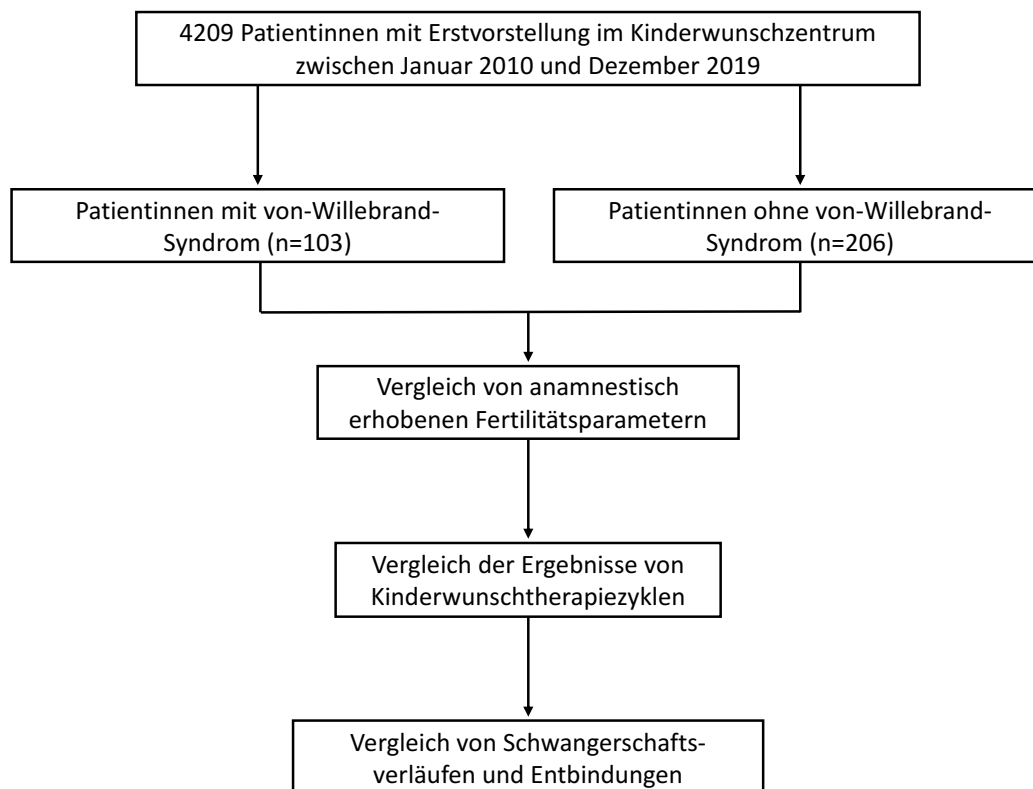 4209 Patientinnen mit Erstvorstellung im Kinderwunschzentrum
zwischen Januar 2010 und Dezember 2019
Patientinnen mit von-Willebrand-
Syndrom (n=103)
Patientinnen ohne von-Willebrand-
Syndrom (n=206)
Vergleich von anamnestisch
erhobenen Fertilitätsparametern
Vergleich der Ergebnisse von
Kinderwunschtherapiezyklen
Vergleich von Schwangerschafts-
verläufen und Entbindungen